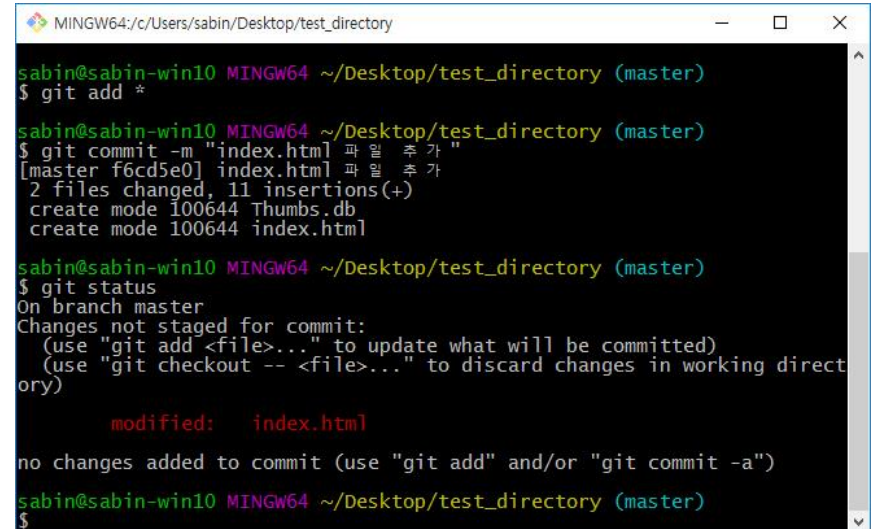 MINGW64:/c/Users/sabin/Desktop/test_directory
sabin@sabin-win10 MINGW64 ~/Desktop/test_directory (master)
$ git add *
sabin@sabin-win10 MINGW64 ~/Desktop/test_directory (master)
$ git commit -m "index.html 파일 추가"
[master f6cd5e0] index.html 파일 추가
2 files changed, 11 insertions(+)
create mode 100644 Thumbs.db
create mode 100644 index.html
sabin@sabin-win10 MINGW64 ~/Desktop/test_directory (master)
$ git status
On branch master
Changes not staged for commit:
(use "git add <file>..." to update what will be committed)
(use "git checkout -- <file>..." to discard changes in working direct
ory)
modified: index.html
no changes added to commit (use "git add" and/or "git commit -a")
sabin@sabin-win10 MINGW64 ~/Desktop/test_directory (master)
$